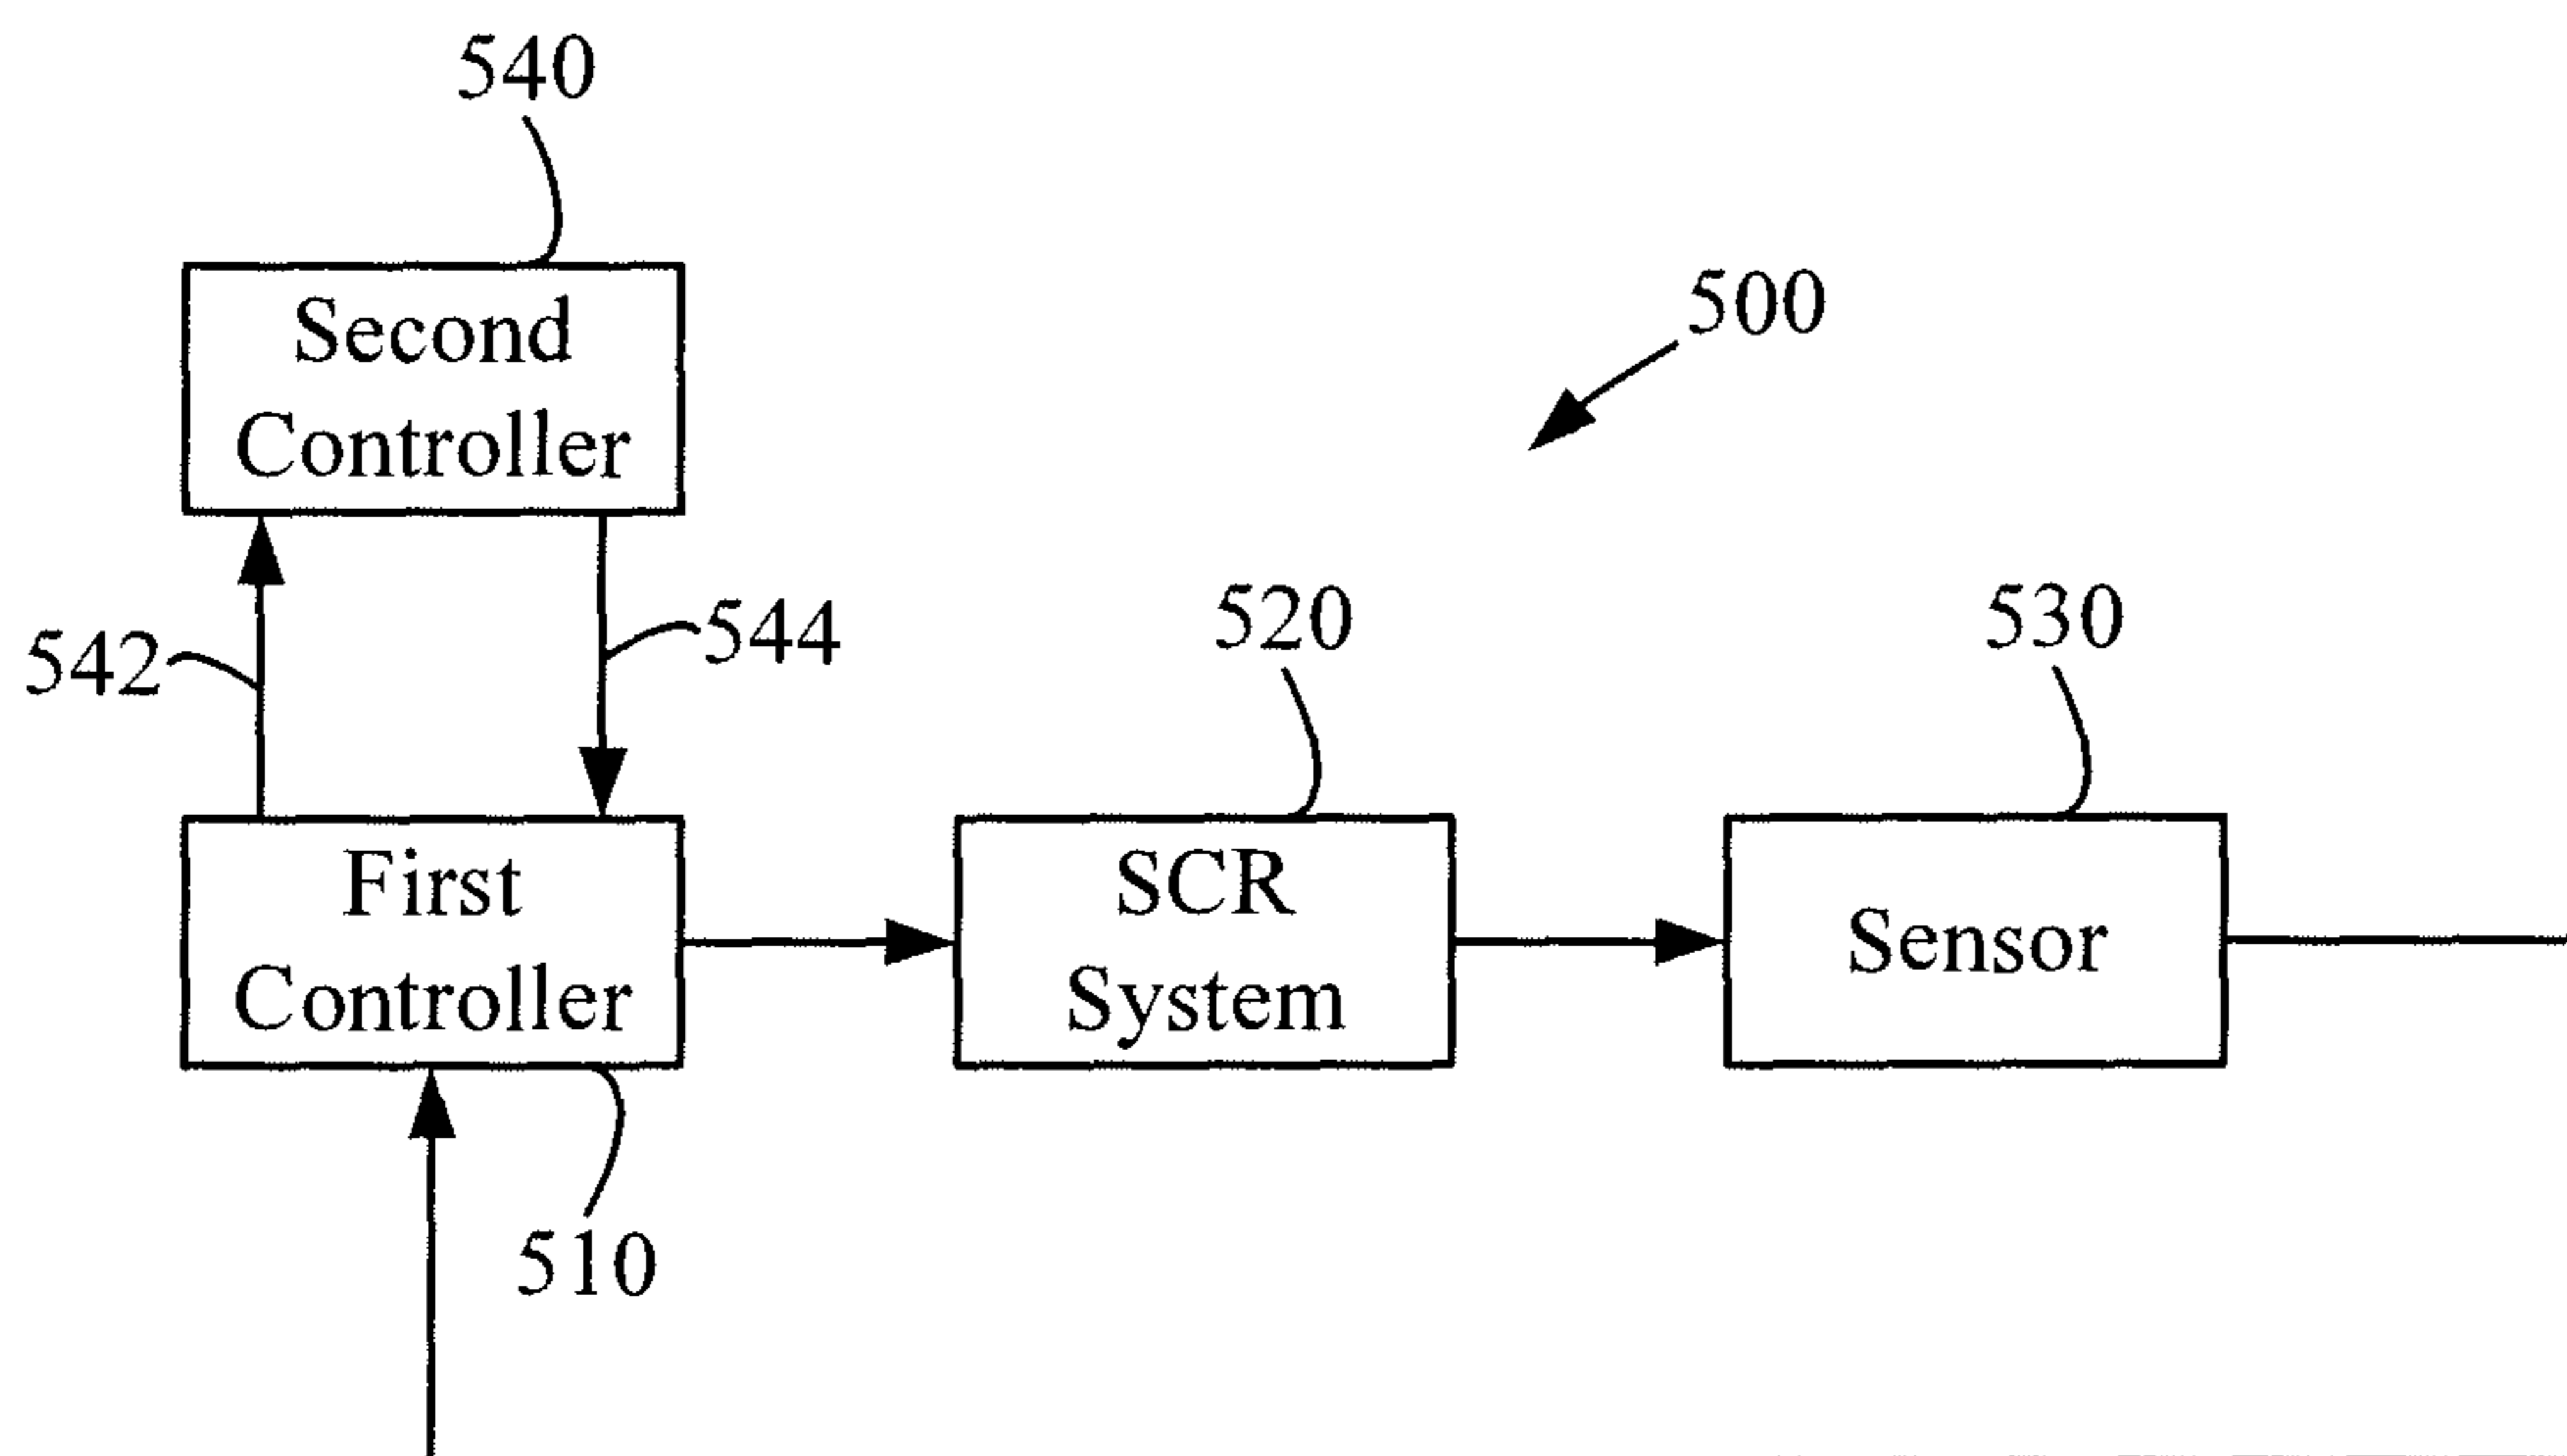 540
Second
Controller
500
542
544
520
530
First
Controller
SCR
System
Sensor
510